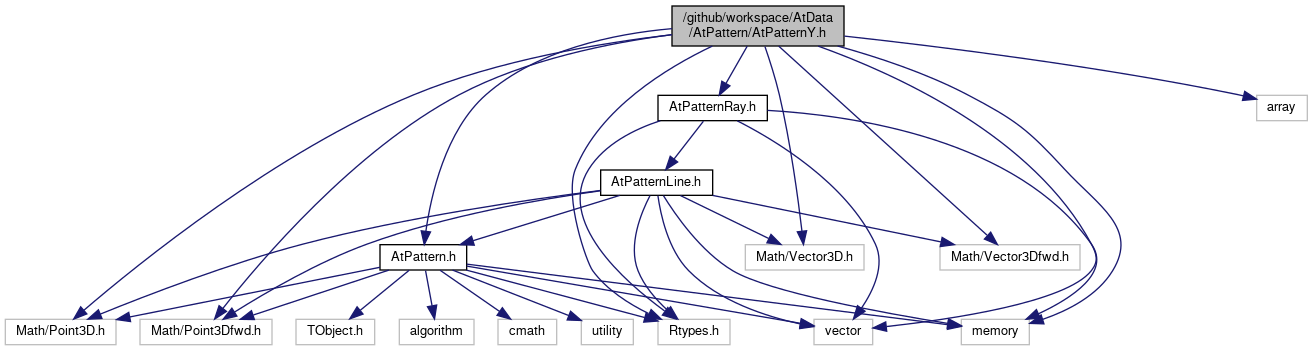 /github/workspace/AtData
/AtPattern/AtPatternY.h
AtPatternRay.h
array
AtPatternLine.h
AtPattern.h
Math/Vector3D.h
Math/Vector3Dfwd.h
Math/Point3D.h
Math/Point3Dfwd.h
TObject.h
algorithm
cmath
utility
Rtypes.h
vector
memory